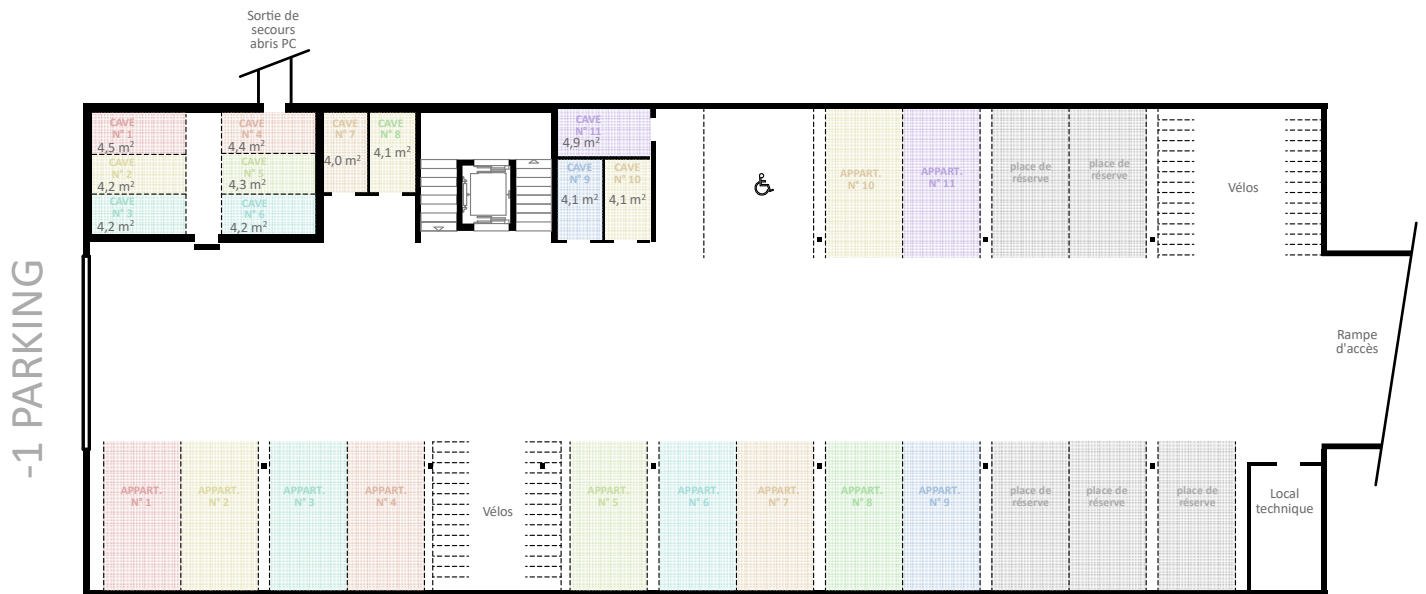 Sortie de
secours
abris PC
CAVE
N° 1
4,5 m²
CAVE
N° 2
4,2 m²
CAVE
N° 3
4,2 m²
CAVE
N° 4
4,4 m²
CAVE
N° 5
4,3 m²
CAVE
N° 6
4,2 m²
CAVE
N° 7
4,0 m²
CAVE
N° 8
4,1 m²
CAVE
N° 11
4,9 m²
CAVE
N° 9
4,1 m²
CAVE
N° 10
4,1 m²
APPART.
N° 10
APPART.
N° 11
place de
réserve
place de
réserve
Vélos
-1 PARKING
Rampe
d'accès
APPART.
N° 1
APPART.
N° 2
APPART.
N° 3
APPART.
N° 4
Vélos
APPART.
N° 5
APPART.
N° 6
APPART.
N° 7
APPART.
N° 8
APPART.
N° 9
place de
réserve
place de
réserve
place de
réserve
Local
technique